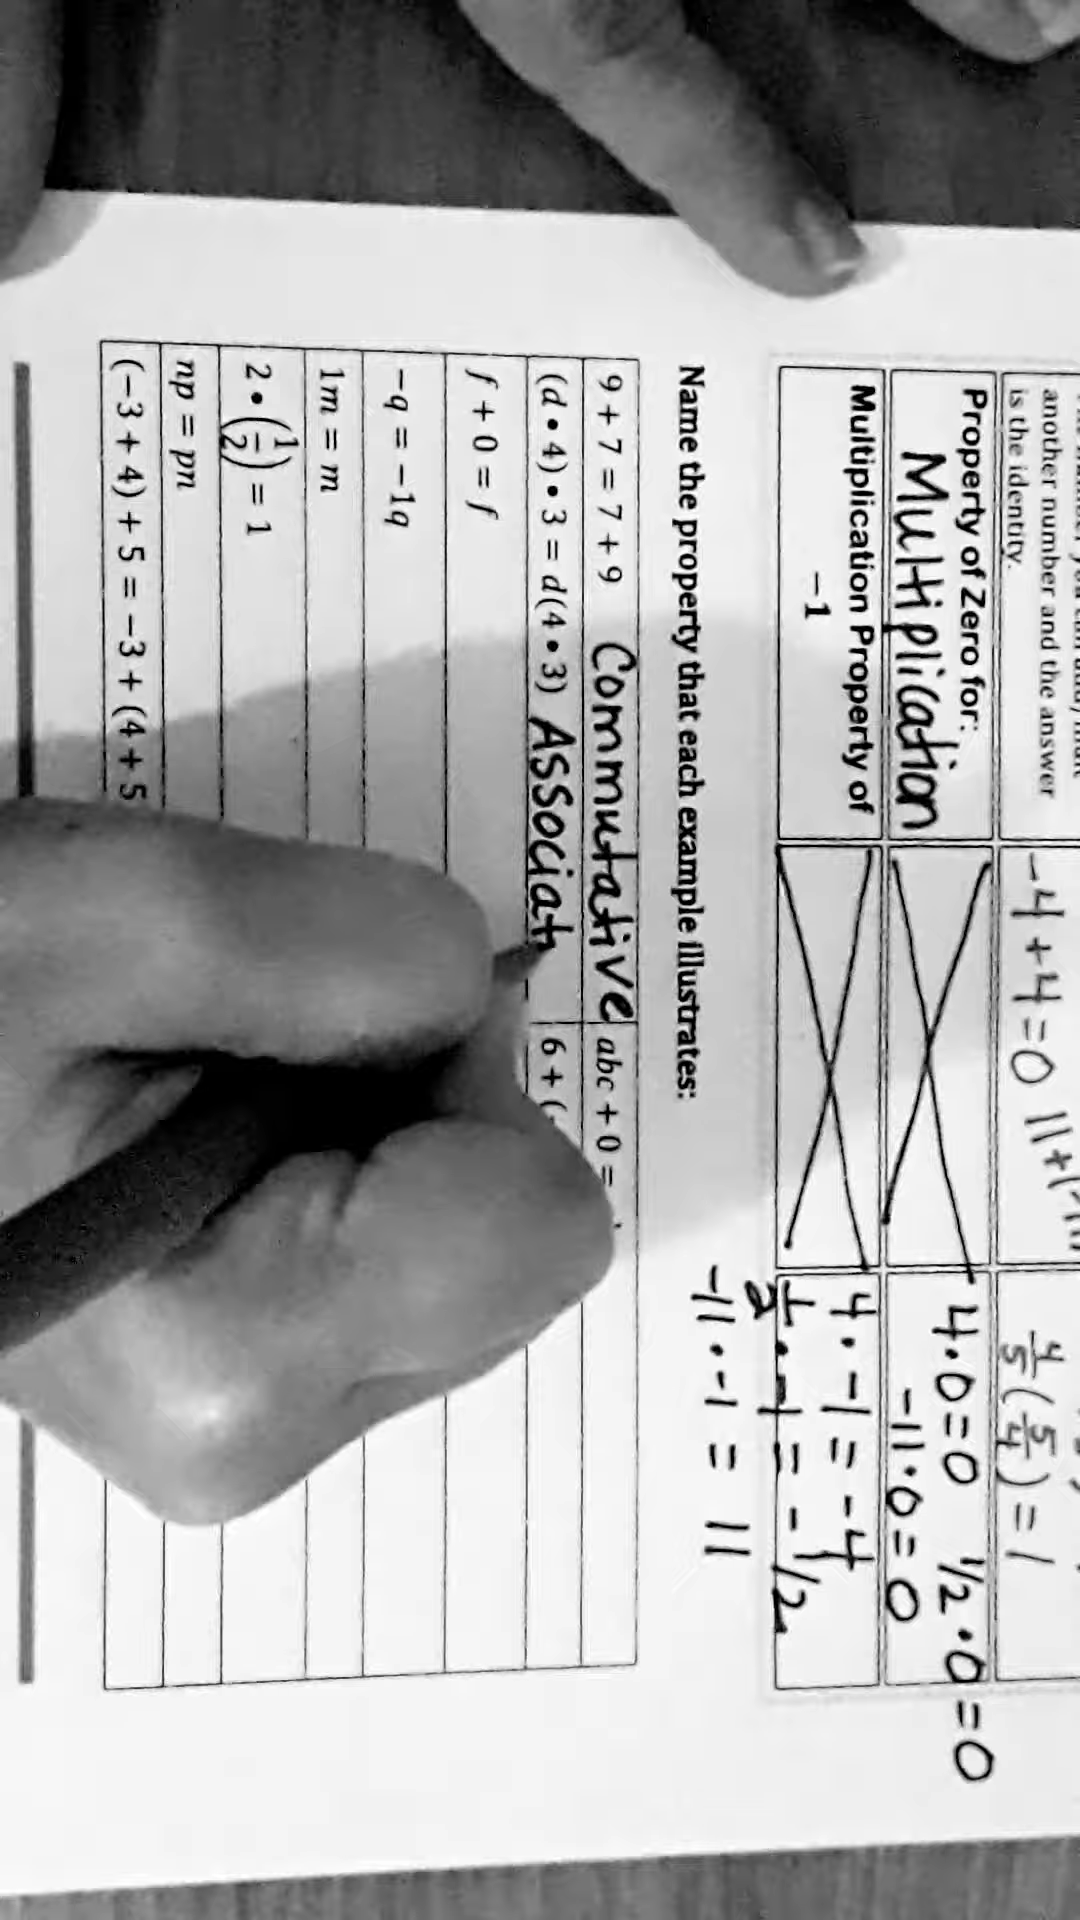 another number and the answer
is the identity.
-4+4=0
4/5(5/4)=1
Property of Zero for:
Multiplication
4•0=0 1/2•0=0
-11•0=0
Multiplication Property of
-1
4•-1=-4
1/2•-1=-1/2
-11•-1=11
Name the property that each example illustrates:
9+7=7+9 Commutative abc+0=
(d•4)•3=d(4•3) Associat 6+(
f+0=f
-q=-1q
1m=m
2•(1/2)=1
np=pn
(-3+4)+5=-3+(4+5